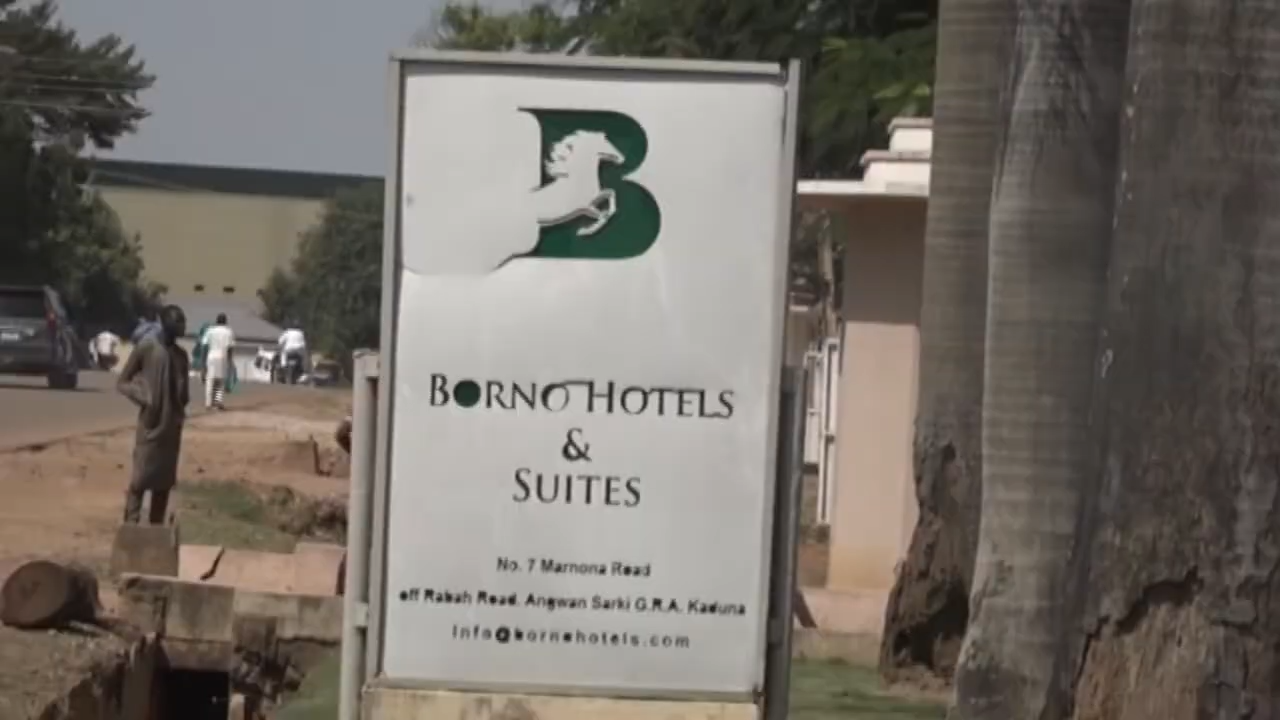 B
BORNO HOTELS
&
SUITES
No. 7 Marnona Road
off Rabah Road. Angwan Sarki G.R.A. Kaduna
Info@bornohotels.com